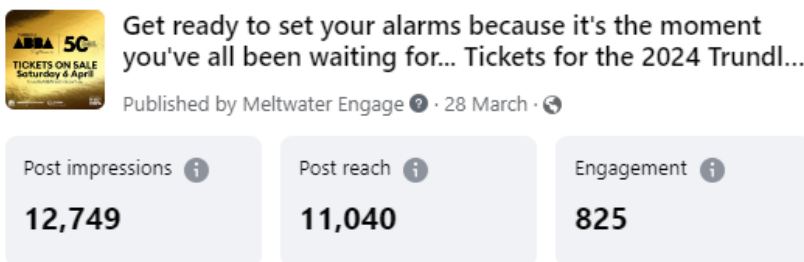 ABBA
50
TICKETS ON SALE
Saturday 6 April
Get ready to set your alarms because it's the moment
you've all been waiting for... Tickets for the 2024 Trundl...
Published by Meltwater Engage ? · 28 March ·
Post impressions i
12,749
Post reach i
11,040
Engagement i
825